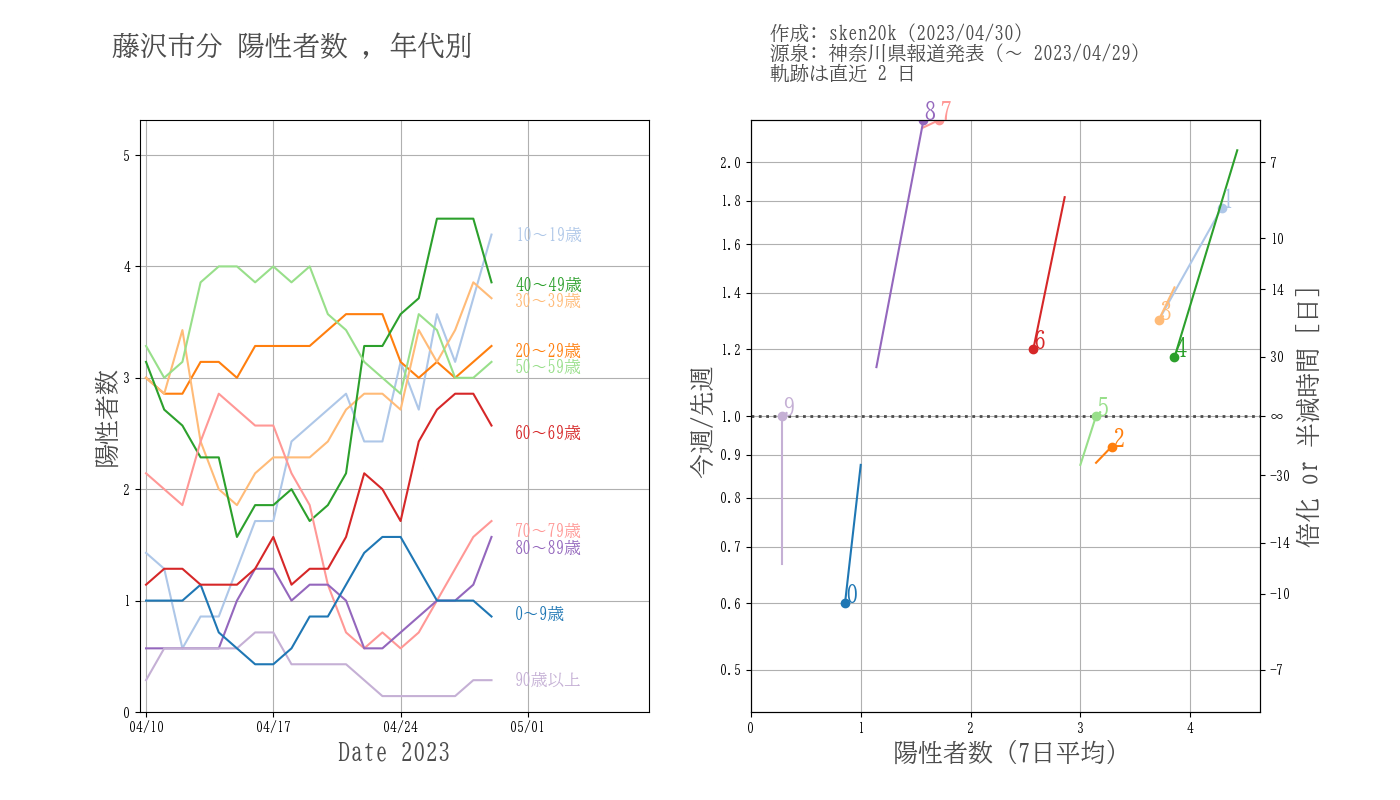 藤沢市分 陽性者数 , 年代別
作成: sken20k (2023/04/30)
源泉: 神奈川県報道発表 (～ 2023/04/29)
軌跡は直近 2 日
陽性者数
5
4
3
2
1
0
04/10
04/17
04/24
05/01
Date 2023
10～19歳
40～49歳
30～39歳
20～29歳
50～59歳
60～69歳
70～79歳
80～89歳
0～9歳
90歳以上
今週/先週
2.0
1.8
1.6
1.4
1.2
1.0
0.9
0.8
0.7
0.6
0.5
0
1
2
3
4
陽性者数 (7日平均)
8
7
1
3
6
4
9
5
2
0
7
10
14
30
∞
−30
−14
−10
−7
倍化 or 半減時間 [日]